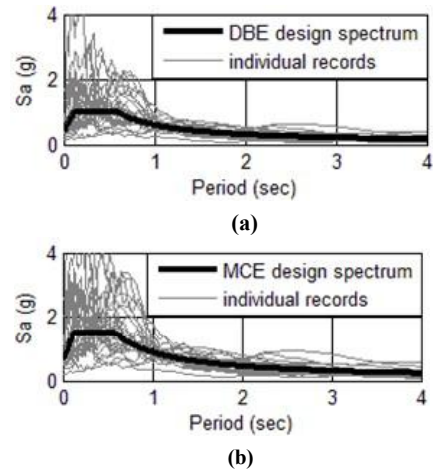 4
DBE design spectrum
individual records
2
Sa (g)
0
0 1 2 3 4
Period (sec)
(a)
4
MCE design spectrum
individual records
2
Sa (g)
0
0 1 2 3 4
Period (sec)
(b)